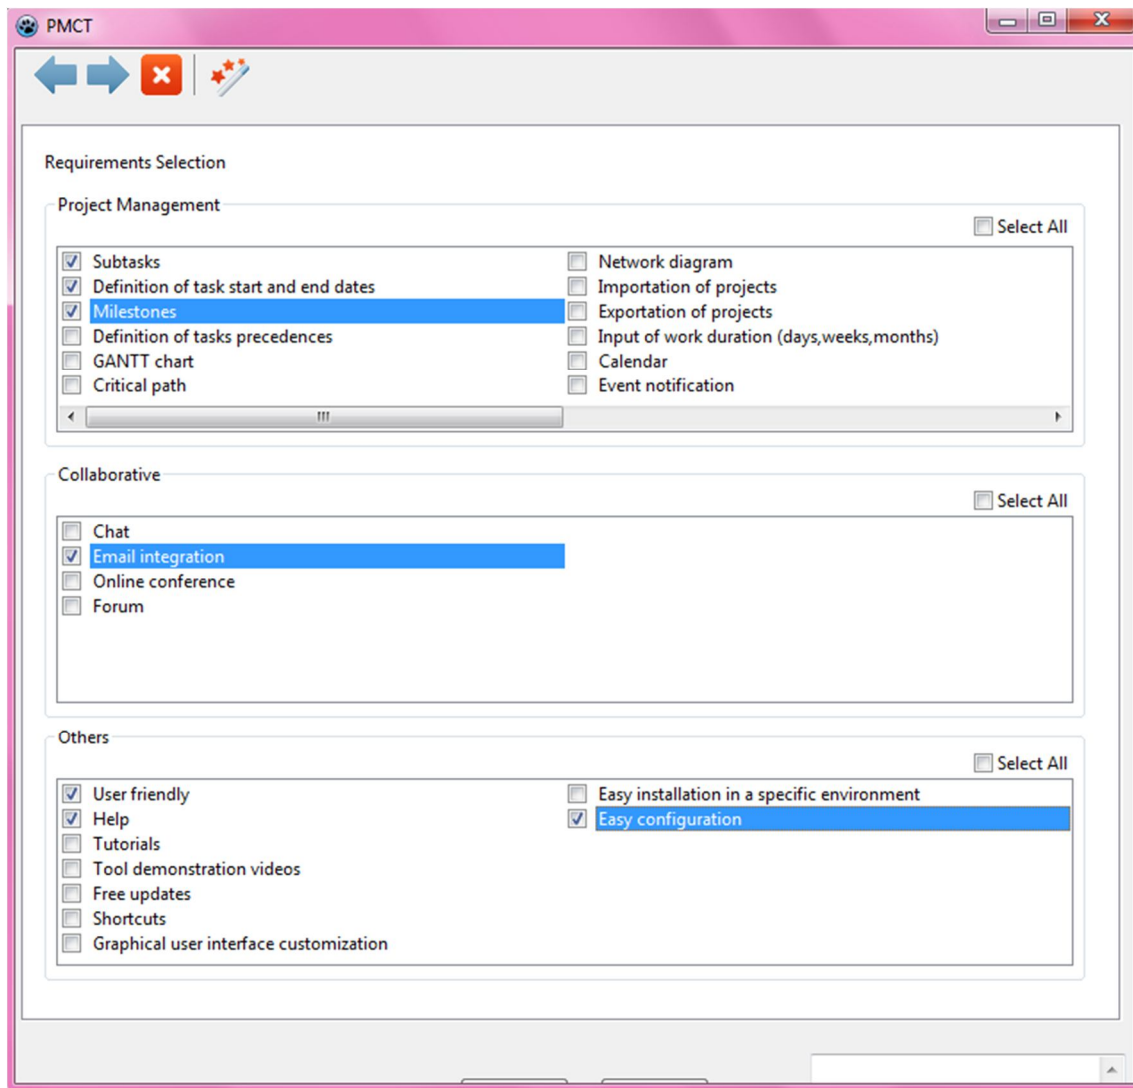 PMCT
Requirements Selection
Project Management
Select All
Subtasks
Definition of task start and end dates
Milestones
Definition of tasks precedences
GANTT chart
Critical path
Network diagram
Importation of projects
Exportation of projects
Input of work duration (days,weeks,months)
Calendar
Event notification
Collaborative
Select All
Chat
Email integration
Online conference
Forum
Others
Select All
User friendly
Help
Tutorials
Tool demonstration videos
Free updates
Shortcuts
Graphical user interface customization
Easy installation in a specific environment
Easy configuration